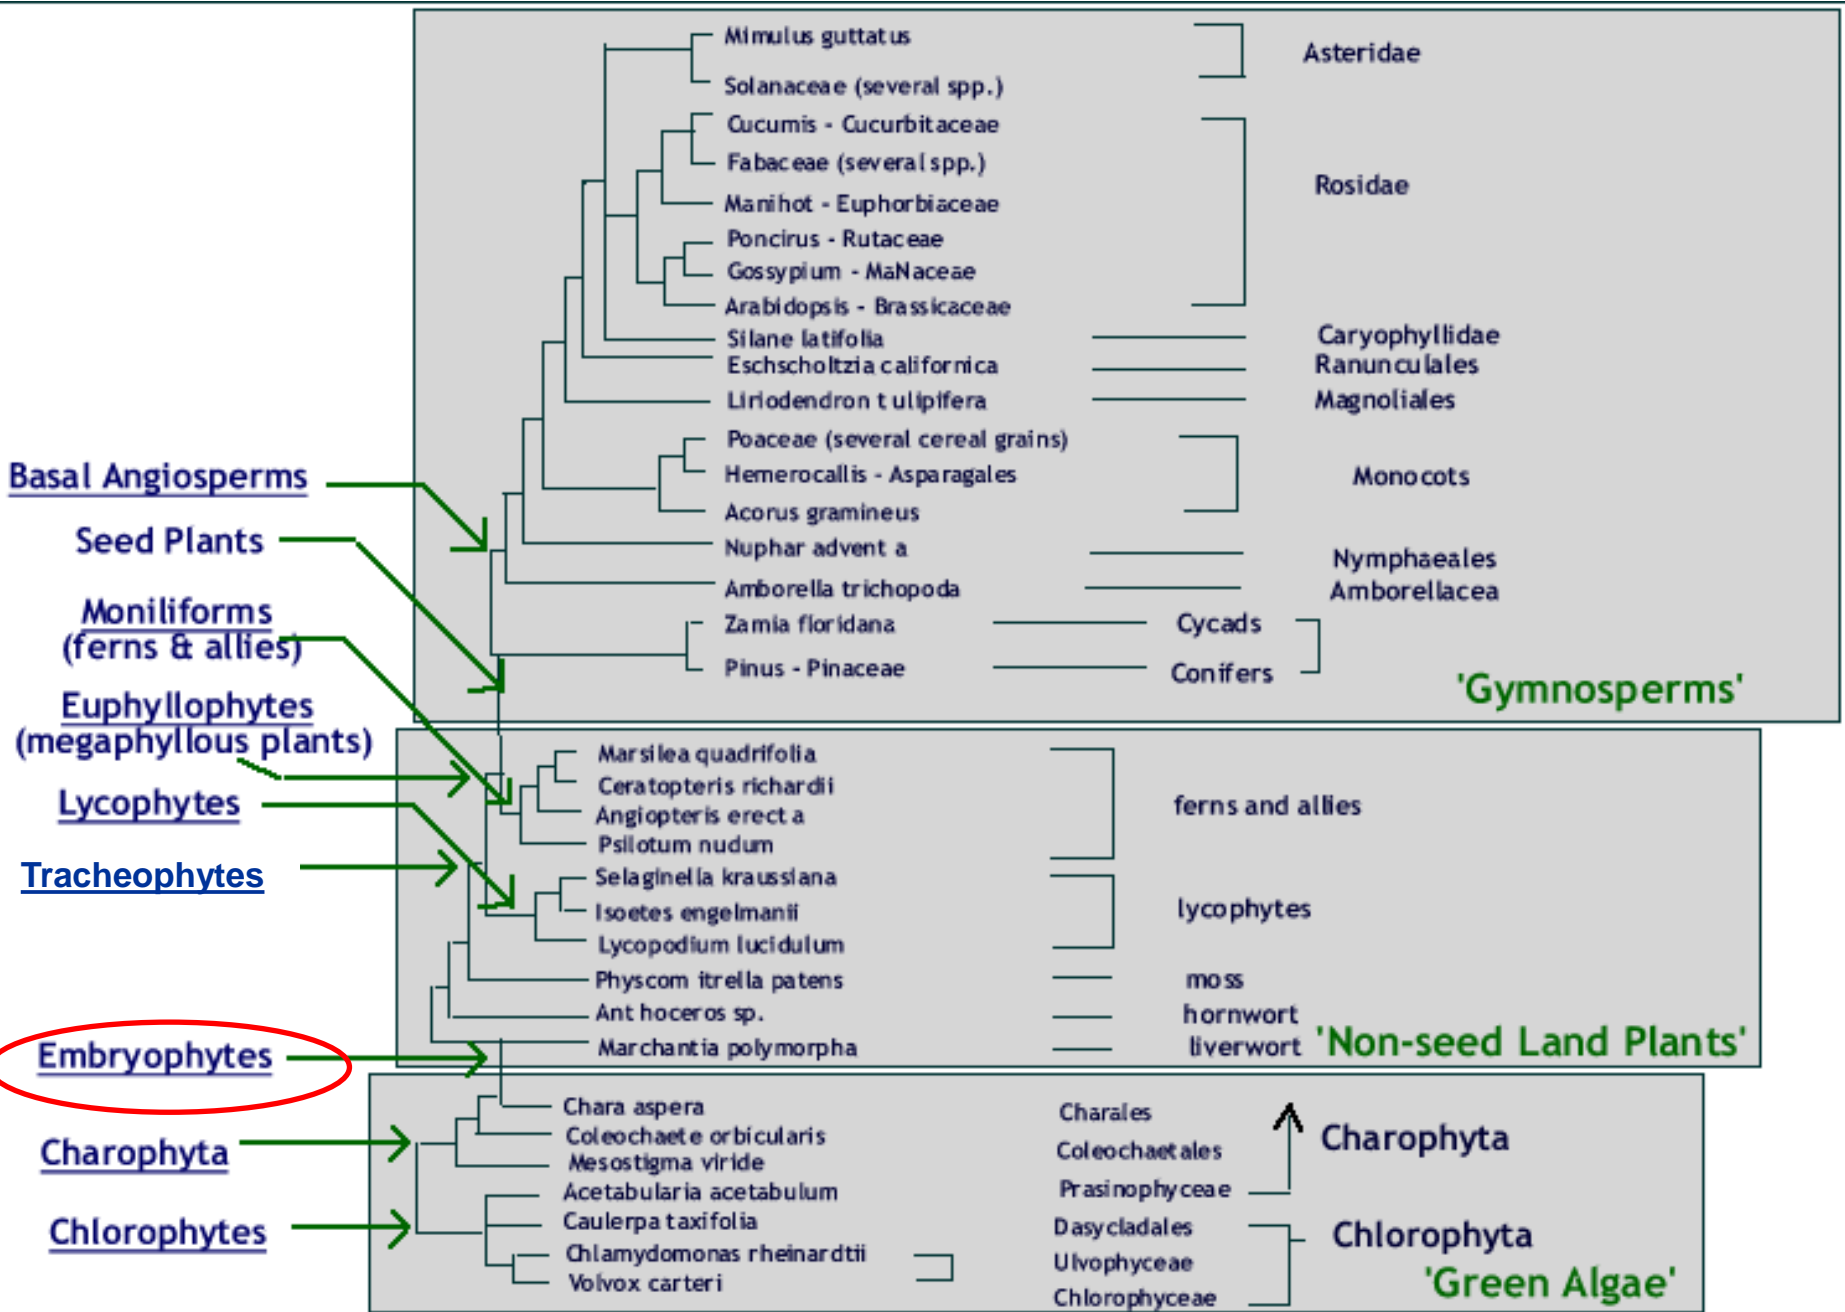 Mimulus guttatus
Asteridae
Solanaceae (several spp.)
Cucumis - Cucurbitaceae
Fabaceae (several spp.)
Rosidae
Manihot - Euphorbiaceae
Poncirus - Rutaceae
Gossypium - MaNaceae
Arabidopsis - Brassicaceae
Silane latifolia
Caryophyllidae
Eschscholtzia californica
Ranunculales
Liriodendron t ulipifera
Magnoliales
Poaceae (several cereal grains)
Hemerocallis - Asparagales
Monocots
Acorus gramineus
Nuphar advent a
Nymphaeales
Amborella trichopoda
Amborellacea
Zamia floridana
Cycads
Pinus - Pinaceae
Conifers
'Gymnosperms'
Basal Angiosperms
Seed Plants
Moniliforms
(ferns & allies)
Euphyllophytes
(megaphyllous plants)
Lycophytes
Tracheophytes
Embryophytes
Charophyta
Chlorophytes
Marsilea quadrifolia
Ceratopteris richardii
ferns and allies
Angiopteris erect a
Psilotum nudum
Selaginella kraussiana
Isoetes engelmanii
lycophytes
Lycopodium lucidulum
Physcom itrella patens
moss
Ant hoceros sp.
hornwort
Marchantia polymorpha
liverwort
'Non-seed Land Plants'
Chara aspera
Charales
Coleochaete orbicularis
Coleochaetales
Charophyta
Mesostigma viride
Prasinophyceae
Acetabularia acetabulum
Dasycladales
Caulerpa taxifolia
Ulvophyceae
Chlorophyta
Chlamydomonas rheinardtii
Volvox carteri
Chlorophyceae
'Green Algae'